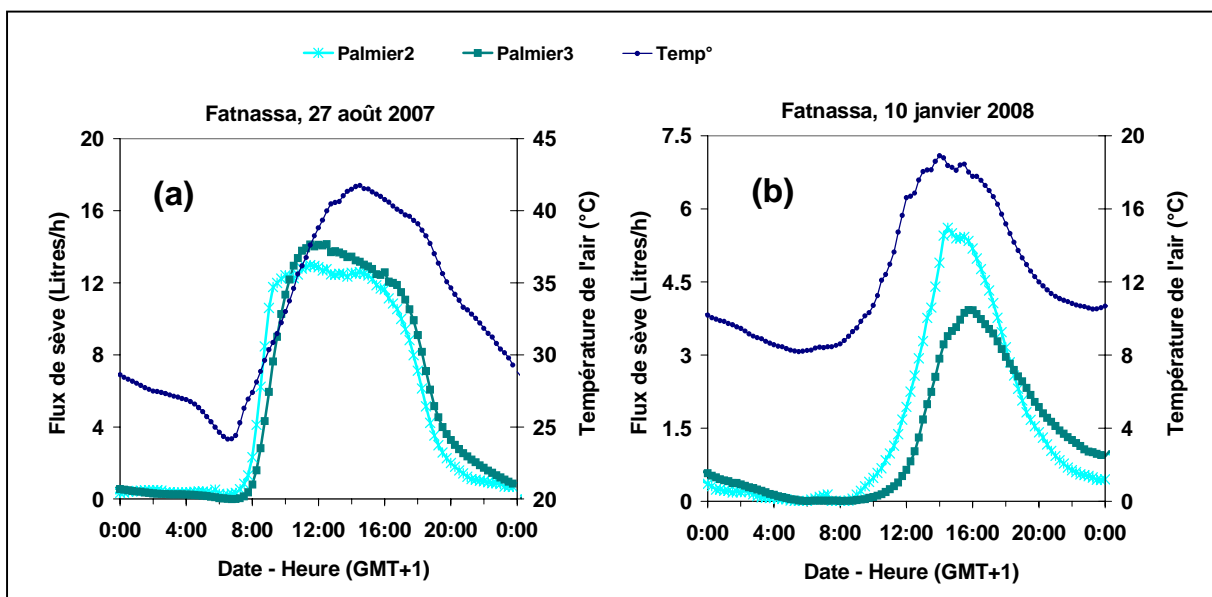 Palmier2 Palmier3 Temp°
Fatnassa, 27 août 2007
20
16
12
8
4
0
45
40
35
30
25
20
(a)
Flux de sève (Litres/h)
Température de l'air (°C)
0:00 4:00 8:00 12:00 16:00 20:00 0:00
Date - Heure (GMT+1)
Fatnassa, 10 janvier 2008
7.5
6
4.5
3
1.5
0
20
16
12
8
4
0
(b)
Flux de sève (Litres/h)
Température de l'air (°C)
0:00 4:00 8:00 12:00 16:00 20:00 0:00
Date - Heure (GMT+1)